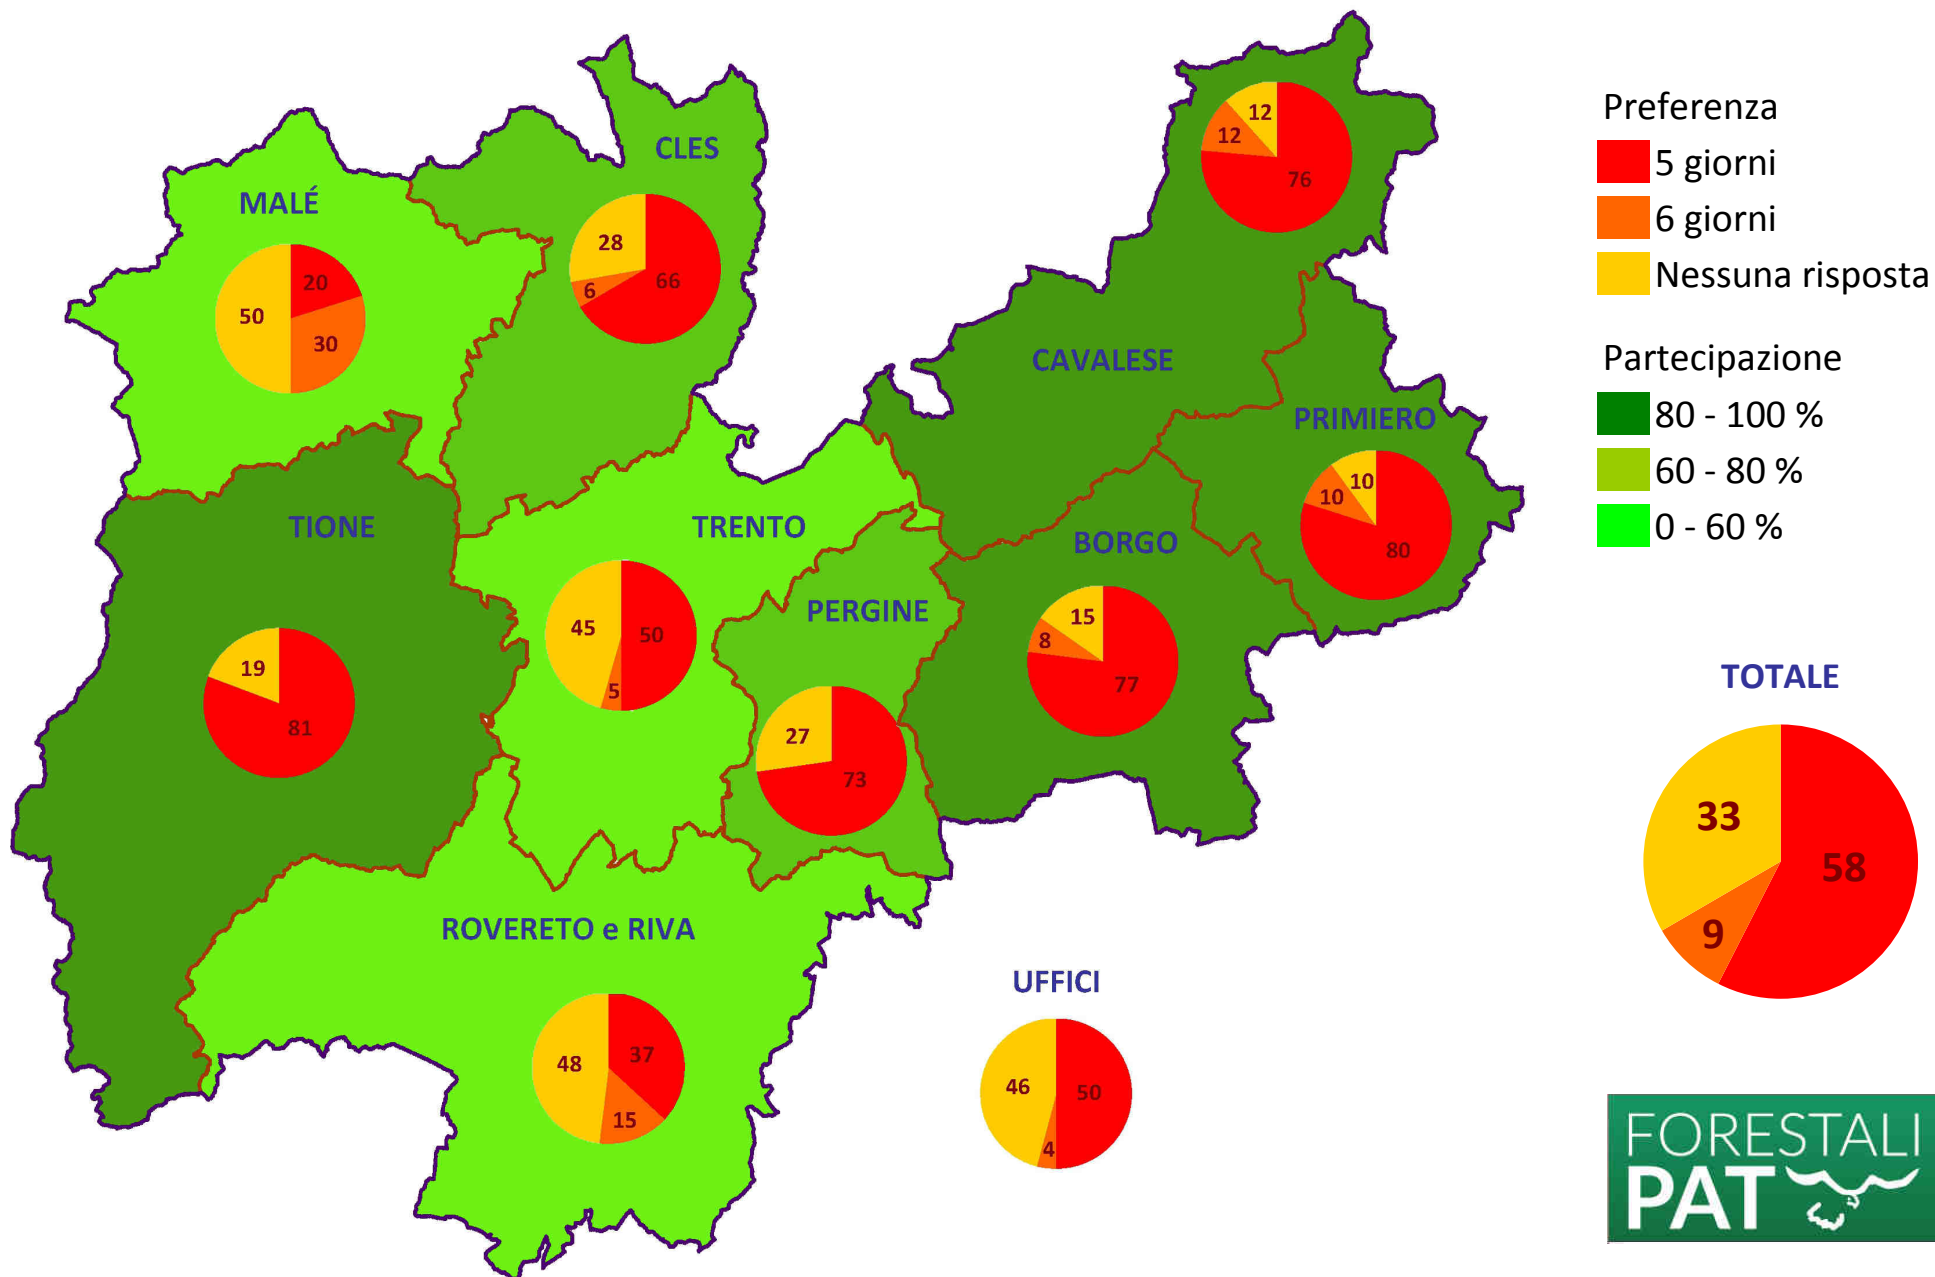 CLES
28
66
6
MALÉ
20
50
30
12
12
76
CAVALESE
PRIMIERO
10
10
80
TIONE
19
81
TRENTO
45
50
5
PERGINE
27
73
BORGO
15
8
77
ROVERETO e RIVA
37
48
15
UFFICI
46
50
4
Preferenza
5 giorni
6 giorni
Nessuna risposta
Partecipazione
80 - 100 %
60 - 80 %
0 - 60 %
TOTALE
33
58
9
FORESTALI
PAT